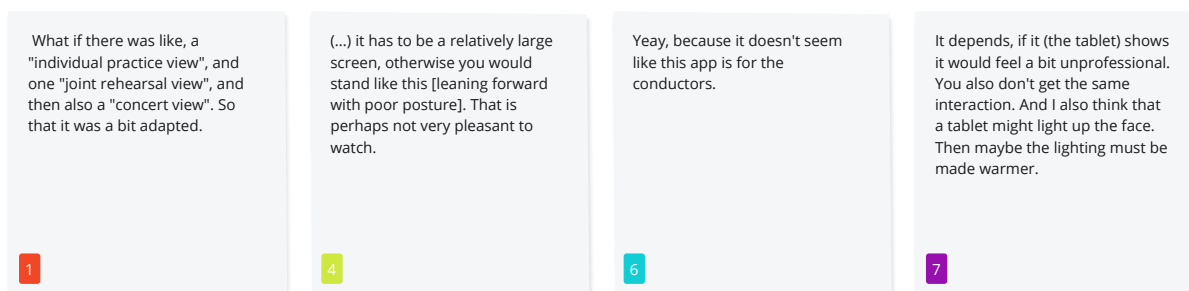 What if there was like, a
"individual practice view", and
one "joint rehearsal view", and
then also a "concert view". So
that it was a bit adapted.
1
(...) it has to be a relatively large
screen, otherwise you would
stand like this [leaning forward
with poor posture]. That is
perhaps not very pleasant to
watch.
4
Yeay, because it doesn't seem
like this app is for the
conductors.
6
It depends, if it (the tablet) shows
it would feel a bit unprofessional.
You also don't get the same
interaction. And I also think that
a tablet might light up the face.
Then maybe the lighting must be
made warmer.
7